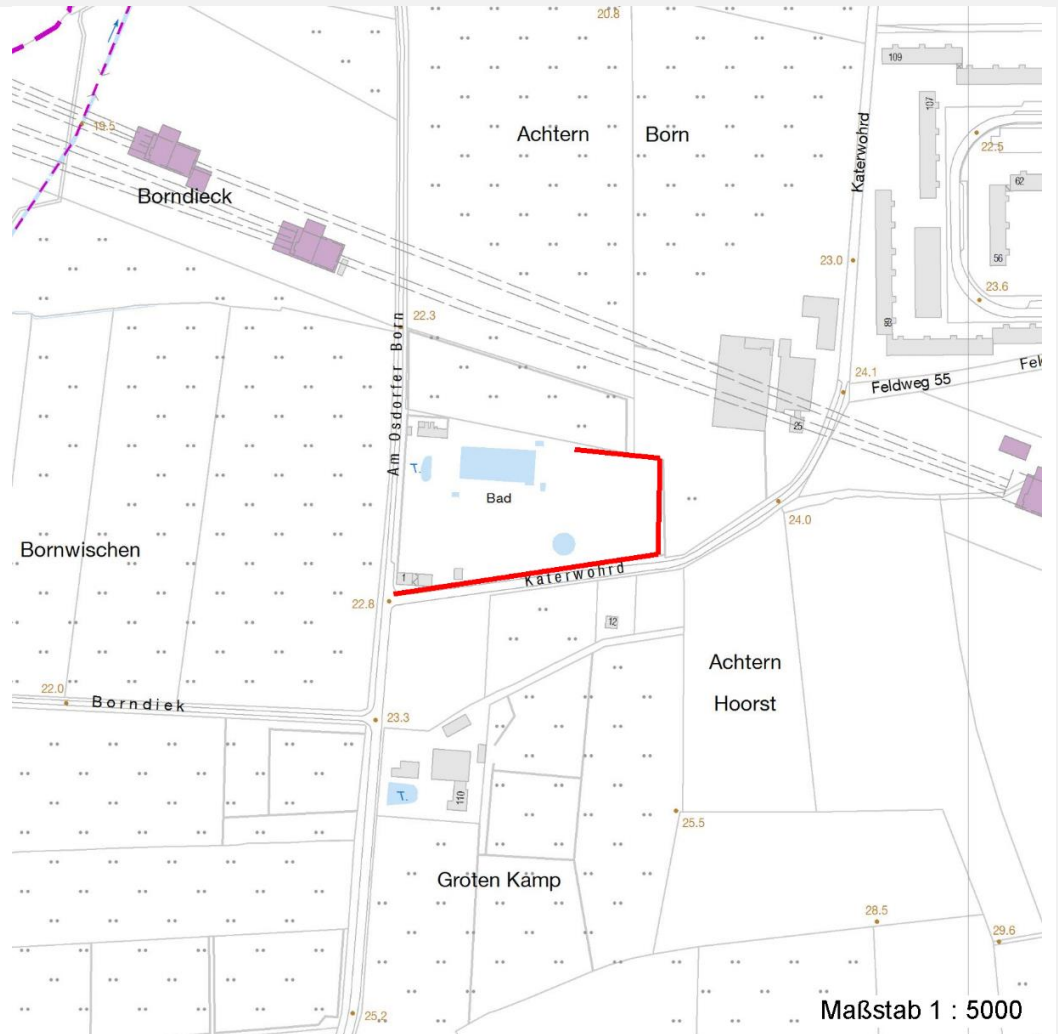 20.8
109
107
Achtern Born
Katerwohrd
22.5
19.5
62
Borndieck
56
23.0
23.6
22.3
89
Am Osdorfer Born
24.1
Feldweg 55
Fel
25
T.
Bad
24.0
Bornwischen
1
Katerwohrd
22.8
12
Achtern
Hoorst
22.0
Borndiek
23.3
T.
110
25.5
Groten Kamp
28.5
29.6
25.2
Maßstab 1 : 5000